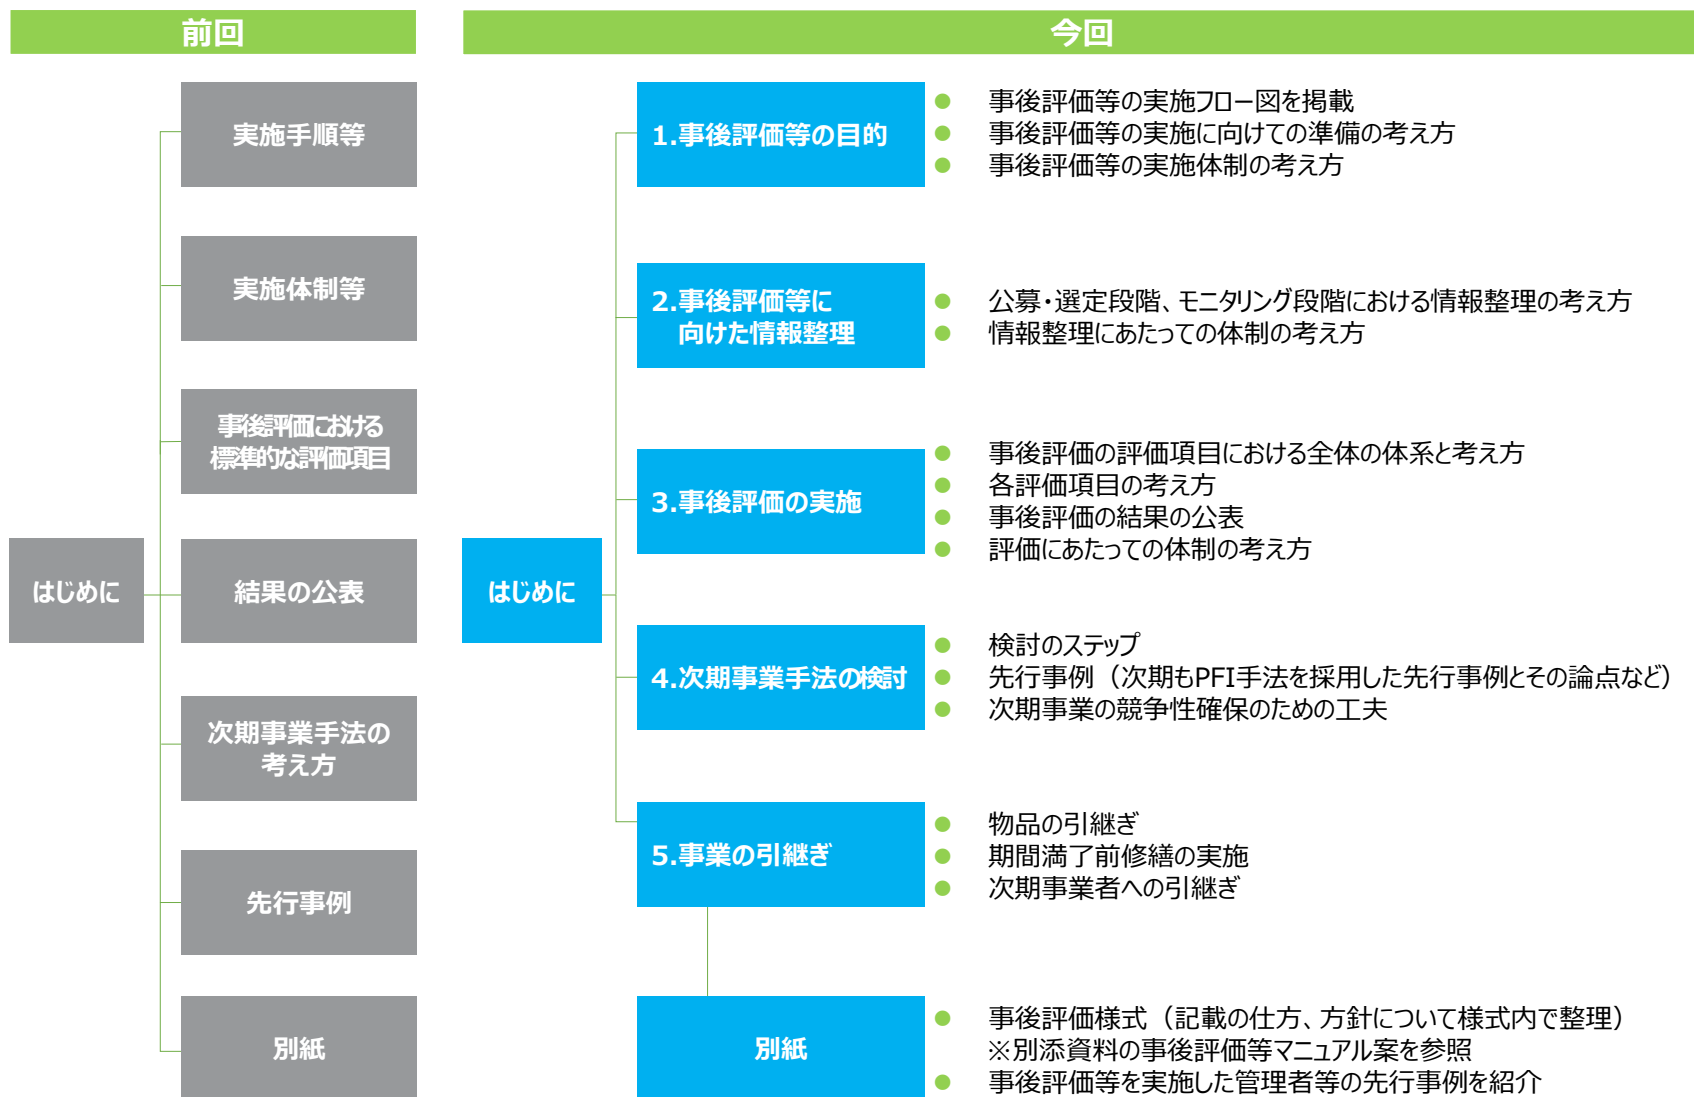 前回
実施手順等
実施体制等
事後評価における
標準的な評価項目
はじめに
結果の公表
次期事業手法の
考え方
先行事例
別紙
今回
はじめに
1.事後評価等の目的
● 事後評価等の実施フロー図を掲載
● 事後評価等の実施に向けての準備の考え方
● 事後評価等の実施体制の考え方
2.事後評価等に
向けた情報整理
● 公募・選定段階、モニタリング段階における情報整理の考え方
● 情報整理にあたっての体制の考え方
3.事後評価の実施
● 事後評価の評価項目における全体の体系と考え方
● 各評価項目の考え方
● 事後評価の結果の公表
● 評価にあたっての体制の考え方
4.次期事業手法の検討
● 検討のステップ
● 先行事例（次期もPFI手法を採用した先行事例とその論点など）
● 次期事業の競争性確保のための工夫
5.事業の引継ぎ
● 物品の引継ぎ
● 期間満了前修繕の実施
● 次期事業者への引継ぎ
別紙
● 事後評価様式（記載の仕方、方針について様式内で整理）
※別添資料の事後評価等マニュアル案を参照
● 事後評価等を実施した管理者等の先行事例を紹介